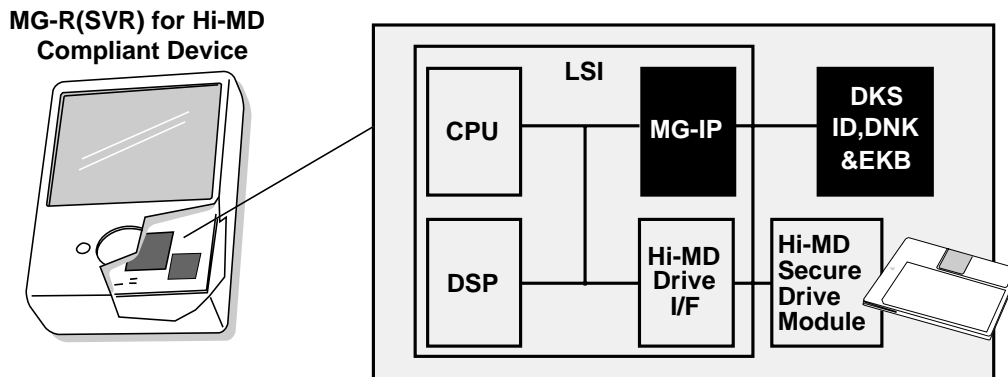 MG-R(SVR) for Hi-MD
Compliant Device
LSI
CPU
MG-IP
DKS
ID,DNK
&EKB
DSP
Hi-MD
Drive
I/F
Hi-MD
Secure
Drive
Module